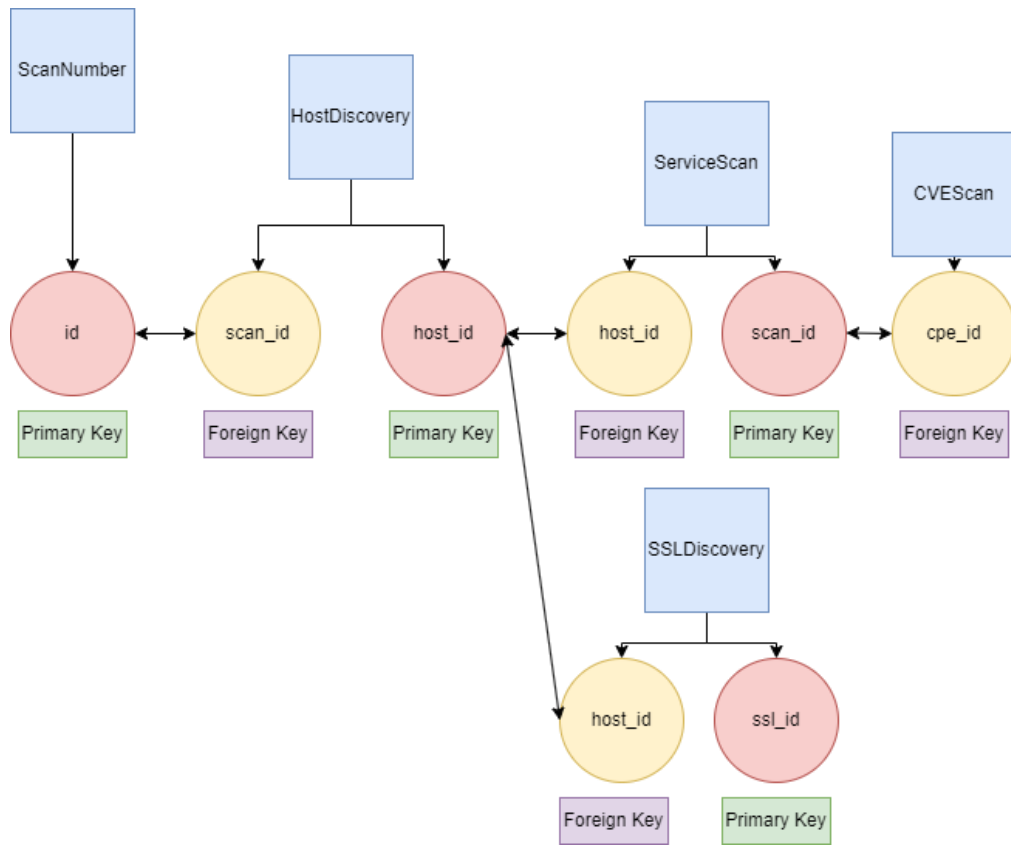 ScanNumber
HostDiscovery
ServiceScan
CVEScan
id
scan_id
host_id
host_id
scan_id
cpe_id
Primary Key
Foreign Key
Primary Key
Foreign Key
Primary Key
Foreign Key
SSLDiscovery
host_id
ssl_id
Foreign Key
Primary Key